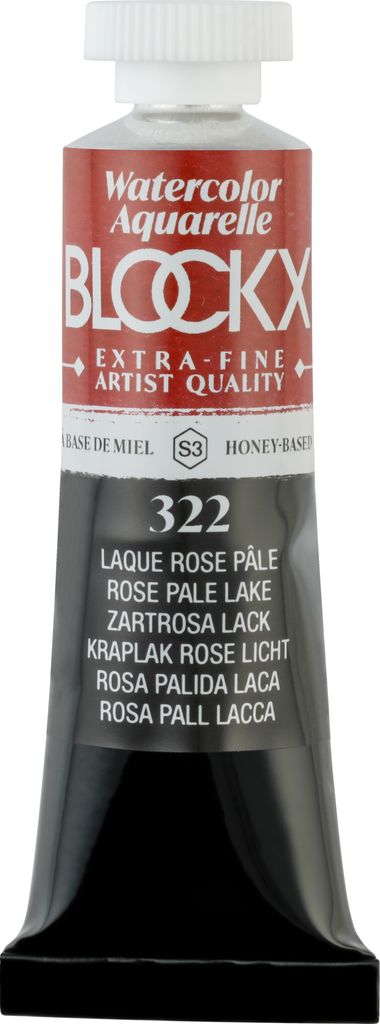 Watercolor
Aquarelle
BLOCKX
EXTRA-FINE
ARTIST QUALITY
À BASE DE MIEL S3 HONEY-BASED
322
LAQUE ROSE PÂLE
ROSE PALE LAKE
ZARTROSA LACK
KRAPLAK ROSE LICHT
ROSA PALIDA LACA
ROSA PALL LACCA